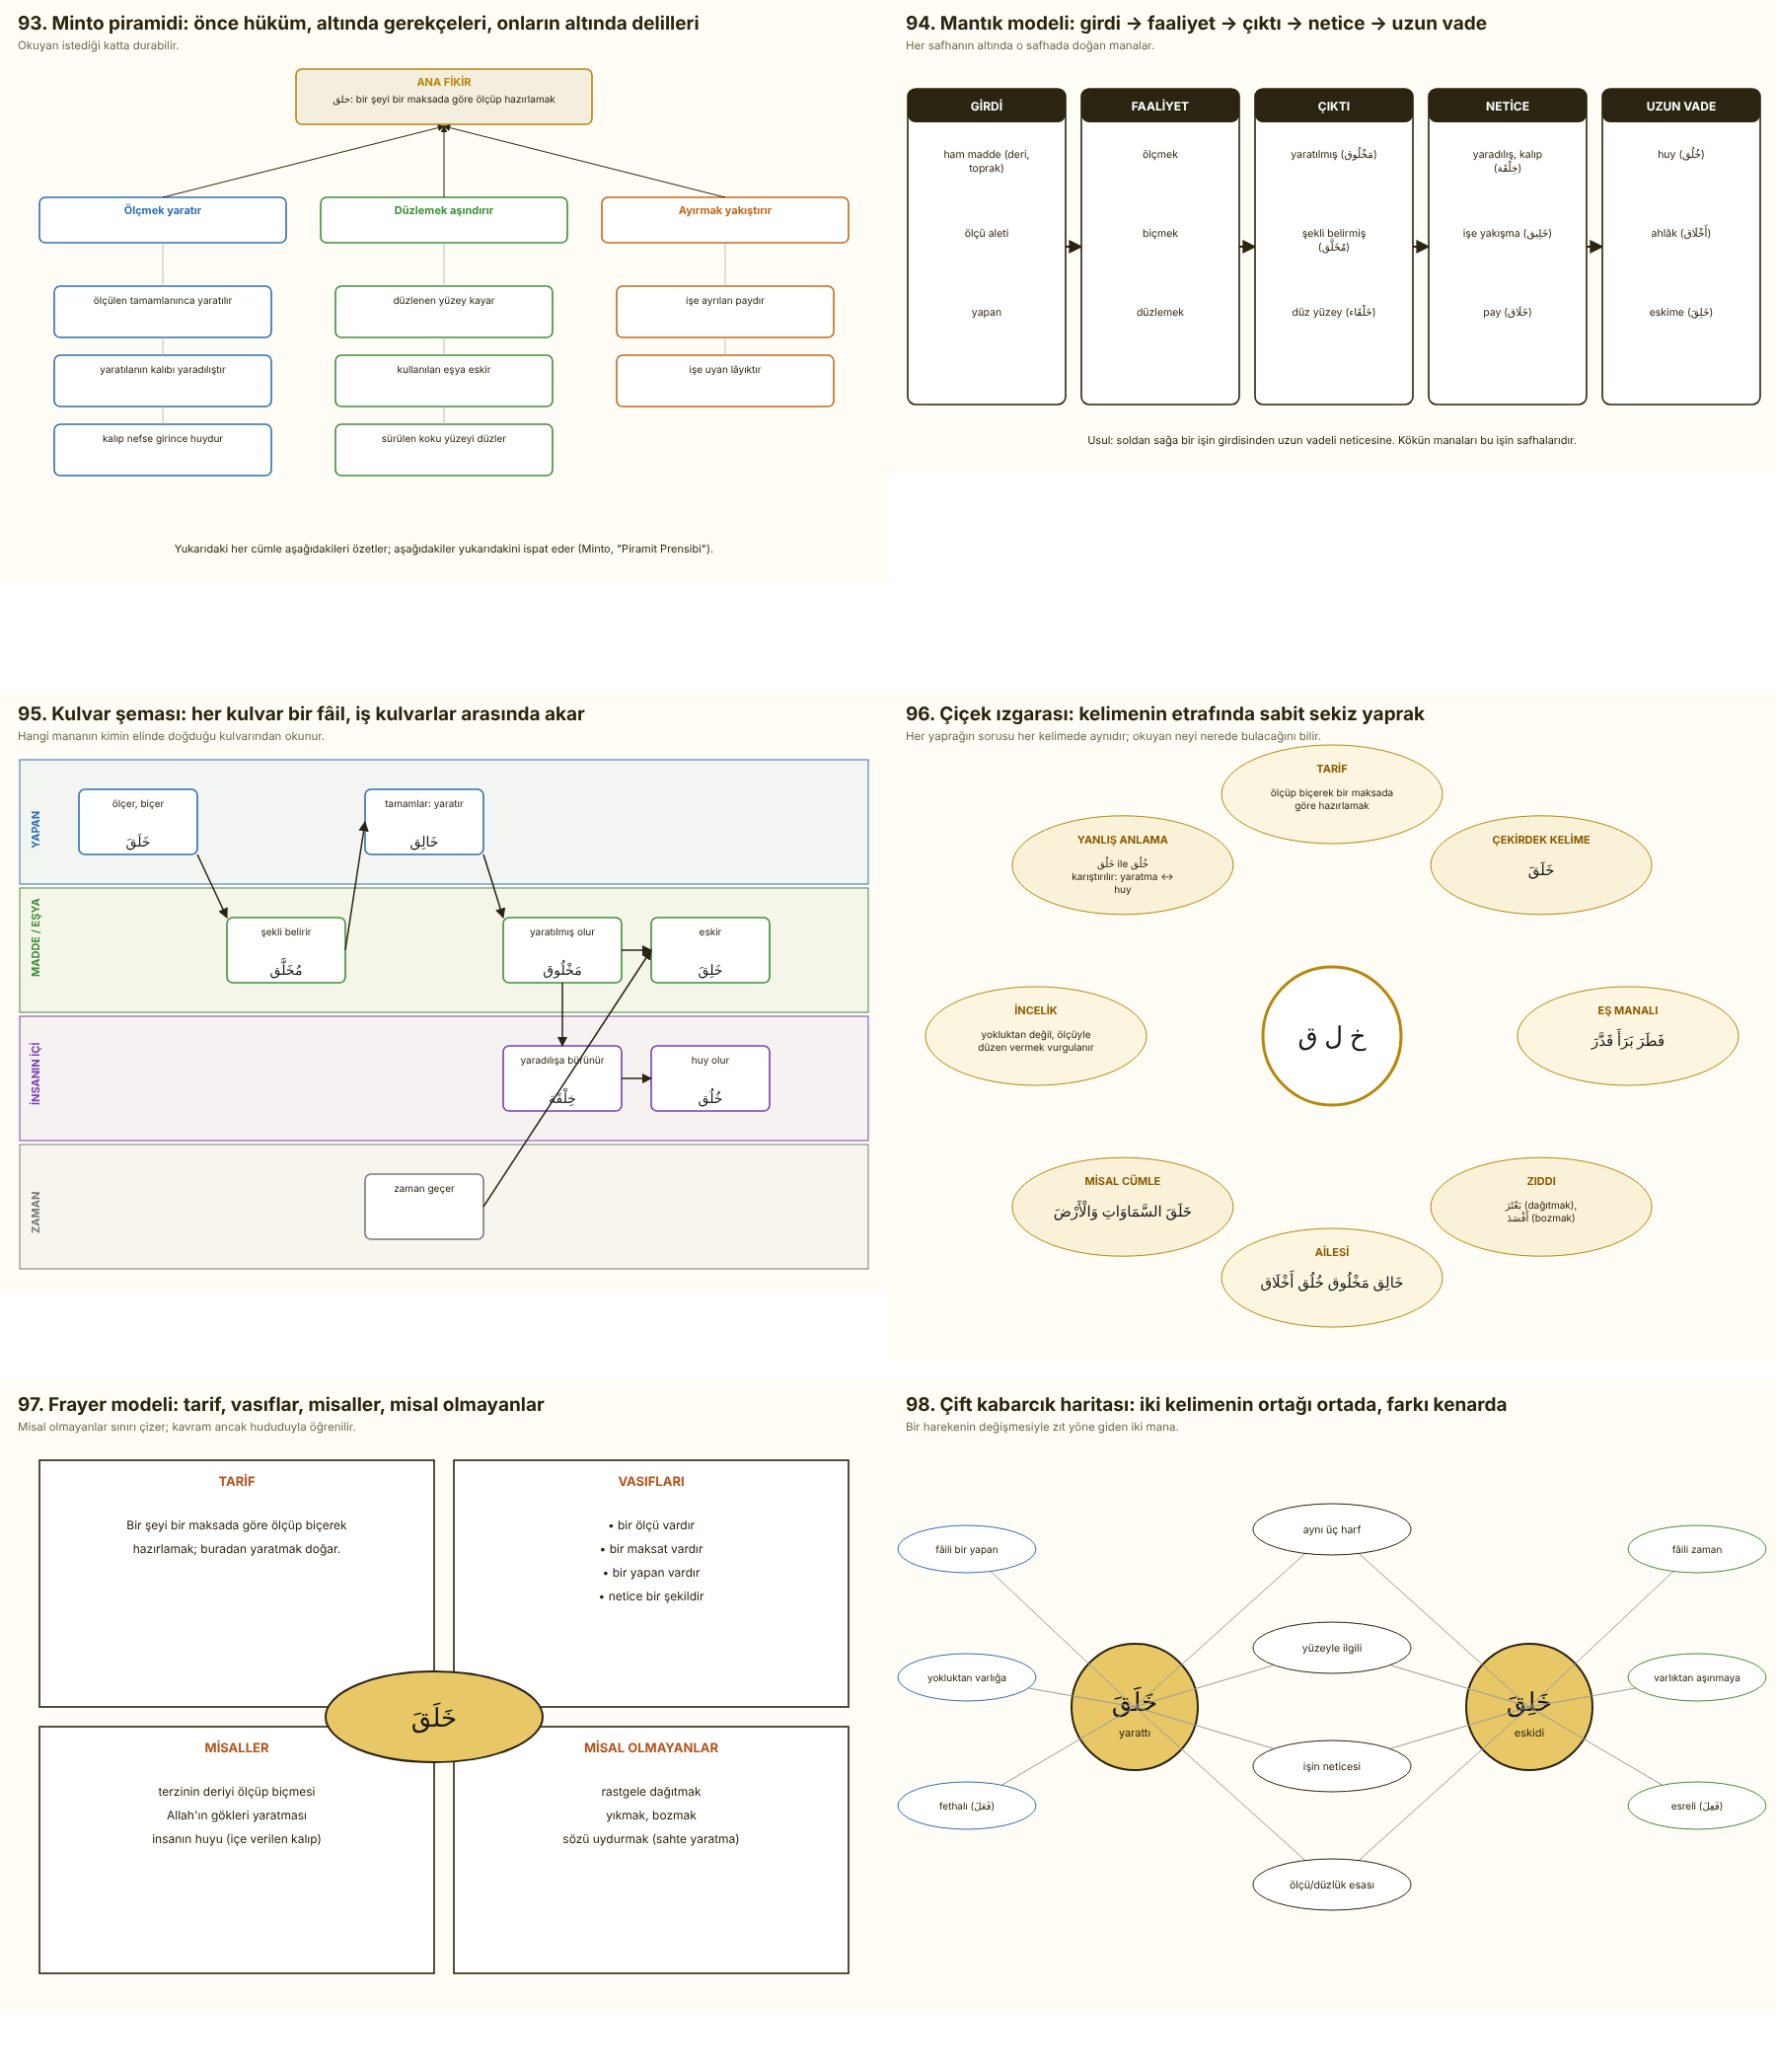 93. Minto piramidi: önce hüküm, altında gerekçeleri, onların altında delilleri
Okuyan istediği katta durabilir.
ANA FİKİR
خلق: bir şeyi bir maksada göre ölçüp hazırlamak
Ölçmek yaratır
Düzlemek aşındırır
Ayırmak yakıştırır
ölçülen tamamlanınca yaratılır
düzlenen yüzey kayar
işe ayrılan paydır
yaratılanın kalıbı yaradılıştır
kullanılan eşya eskir
işe uyan lâyıktır
kalıp nefse girince huydur
sürülen koku yüzeyi düzler
Yukarıdaki her cümle aşağıdakileri özetler; aşağıdakiler yukarıdakini ispat eder (Minto, "Piramit Prensibi").
94. Mantık modeli: girdi → faaliyet → çıktı → netice → uzun vade
Her safhanın altında o safhada doğan manalar.
GİRDİ
ham madde (deri,
toprak)
ölçü aleti
yapan
FAALİYET
ölçmek
biçmek
düzlemek
ÇIKTI
yaratılmış (مَخْلُوق)
şekli belirmiş
(مُخَلَّق)
düz yüzey (خَلْقَاء)
NETİCE
yaradılış, kalıp
(خِلْقَة)
işe yakışma (خَلِيق)
pay (خَلَاق)
UZUN VADE
huy (خُلُق)
ahlâk (أَخْلَاق)
eskime (خَلِقَ)
Usul: soldan sağa bir işin girdisinden uzun vadeli neticesine. Kökün manaları bu işin safhalarıdır.
95. Kulvar şeması: her kulvar bir fâil, iş kulvarlar arasında akar
Hangi mananın kimin elinde doğduğu kulvarından okunur.
YAPAN
ölçer, biçer
خَلَقَ
tamamlar: yaratır
خَالِق
MADDE / EŞYA
şekli belirir
مُخَلَّق
yaratılmış olur
مَخْلُوق
eskir
خَلِقَ
İNSANIN İÇİ
yaradılışa bürünür
خِلْقَة
huy olur
خُلُق
ZAMAN
zaman geçer
96. Çiçek ızgarası: kelimenin etrafında sabit sekiz yaprak
Her yaprağın sorusu her kelimede aynıdır; okuyan neyi nerede bulacağını bilir.
TARİF
ölçüp biçerek bir maksada
göre hazırlamak
YANLIŞ ANLAMA
خَلْق ile خُلُق
karıştırılır: yaratma ↔
huy
ÇEKİRDEK KELİME
خَلَقَ
İNCELİK
yokluktan değil, ölçüyle
düzen vermek vurgulanır
خ ل ق
EŞ MANALI
فَطَرَ بَرَأَ قَدَّرَ
MİSAL CÜMLE
خَلَقَ السَّمَاوَاتِ وَالْأَرْضَ
ZIDDI
بَعْثَرَ (dağıtmak),
أَفْسَدَ (bozmak)
AİLESİ
خَالِق مَخْلُوق خُلُق أَخْلَاق
97. Frayer modeli: tarif, vasıflar, misaller, misal olmayanlar
Misal olmayanlar sınırı çizer; kavram ancak hududuyla öğrenilir.
TARİF
Bir şeyi bir maksada göre ölçüp biçerek
hazırlamak; buradan yaratmak doğar.
VASIFLARI
• bir ölçü vardır
• bir maksat vardır
• bir yapan vardır
• netice bir şekildir
خَلَقَ
MİSALLER
terzinin deriyi ölçüp biçmesi
Allah'ın gökleri yaratması
insanın huyu (içe verilen kalıp)
MİSAL OLMAYANLAR
rastgele dağıtmak
yıkmak, bozmak
sözü uydurmak (sahte yaratma)
98. Çift kabarcık haritası: iki kelimenin ortağı ortada, farkı kenarda
Bir harekenin değişmesiyle zıt yöne giden iki mana.
fâili bir yapan
yokluktan varlığa
fethalı (فَعَلَ)
خَلَقَ
yarattı
aynı üç harf
yüzeyle ilgili
işin neticesi
ölçü/düzlük esası
خَلِقَ
eskidi
fâili zaman
varlıktan aşınmaya
esreli (فَعِلَ)